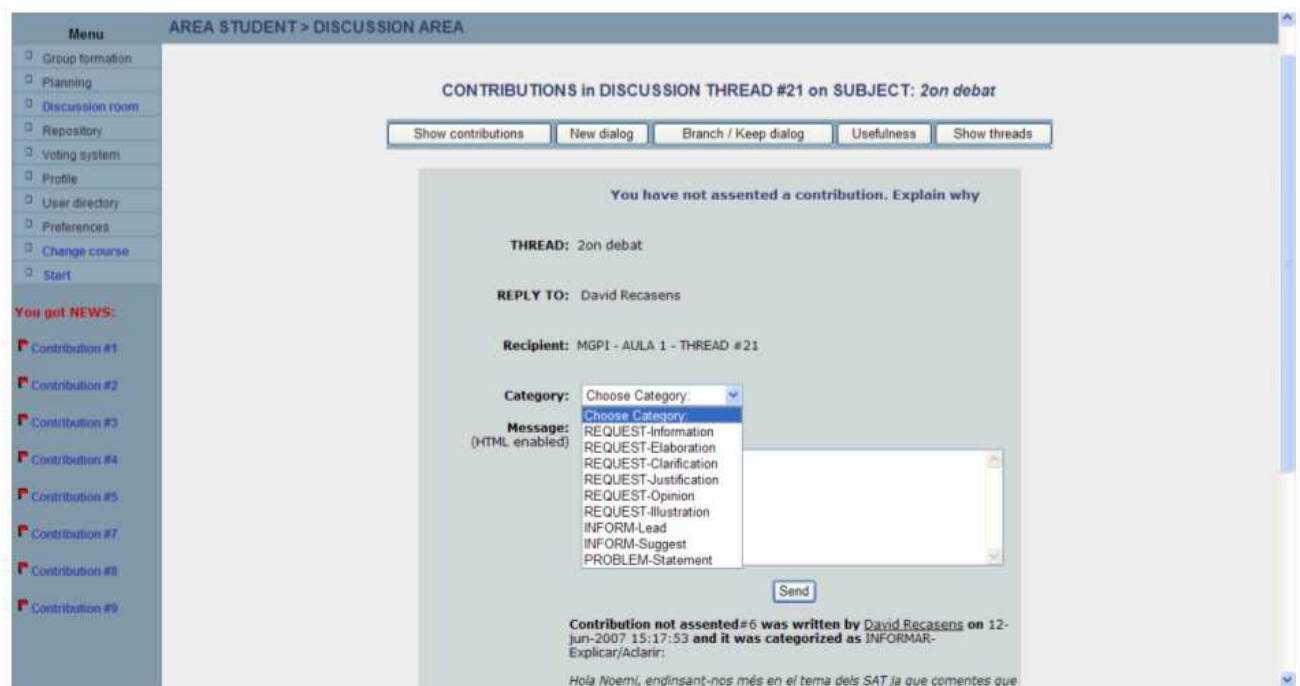 Menu
Group formation
Planning
Discussion room
Repository
Voting system
Profile
User directory
Preferences
Change course
Start
You got NEWS:
Contribution #1
Contribution #2
Contribution #3
Contribution #4
Contribution #5
Contribution #7
Contribution #8
Contribution #9
AREA STUDENT > DISCUSSION AREA
CONTRIBUTIONS in DISCUSSION THREAD #21 on SUBJECT: 2on debat
Show contributions New dialog Branch / Keep dialog Usefulness Show threads
You have not assented a contribution. Explain why
THREAD: 2on debat
REPLY TO: David Recasens
Recipient: MGPI - AULA 1 - THREAD #21
Category: Choose Category:
Message:
(HTML enabled)
Choose Category:
REQUEST-Information
REQUEST-Elaboration
REQUEST-Clarification
REQUEST-Justification
REQUEST-Opinion
REQUEST-Illustration
INFORM-Lead
INFORM-Suggest
PROBLEM-Statement
Send
Contribution not assented#6 was written by David Recasens on 12-
jun-2007 15:17:53 and it was categorized as INFORMAR-
Explicar/Aclarir:
Hola Noemi, endinsant-nos més en el tema dels SAT ja que comentes que